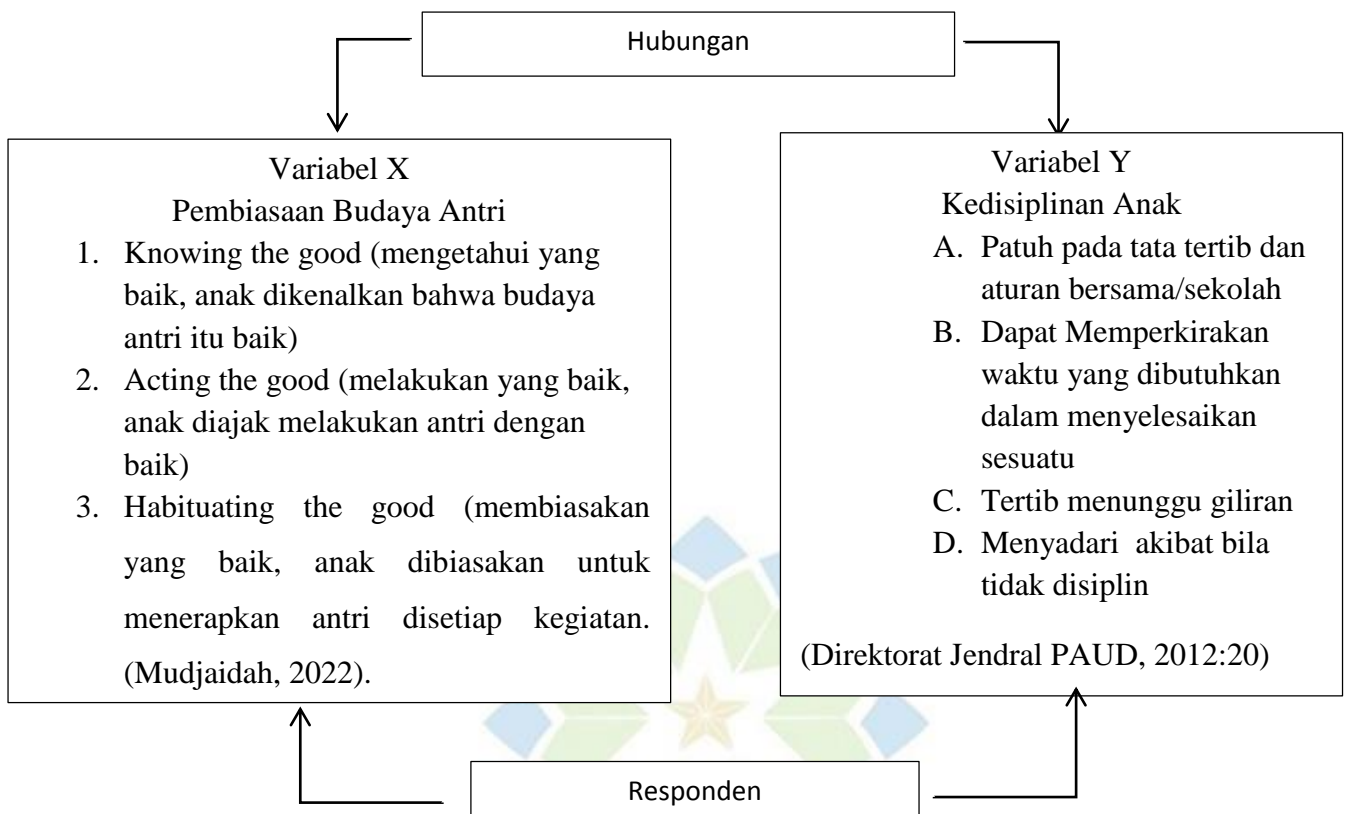 Hubungan
Variabel X
Pembiasaan Budaya Antri
1. Knowing the good (mengetahui yang
baik, anak dikenalkan bahwa budaya
antri itu baik)
2. Acting the good (melakukan yang baik,
anak diajak melakukan antri dengan
baik)
3. Habituating the good (membiasakan
yang baik, anak dibiasakan untuk
menerapkan antri disetiap kegiatan.
(Mudjaidah, 2022).
Variabel Y
Kedisiplinan Anak
A. Patuh pada tata tertib dan
aturan bersama/sekolah
B. Dapat Memperkirakan
waktu yang dibutuhkan
dalam menyelesaikan
sesuatu
C. Tertib menunggu giliran
D. Menyadari akibat bila
tidak disiplin
(Direktorat Jendral PAUD, 2012:20)
Responden